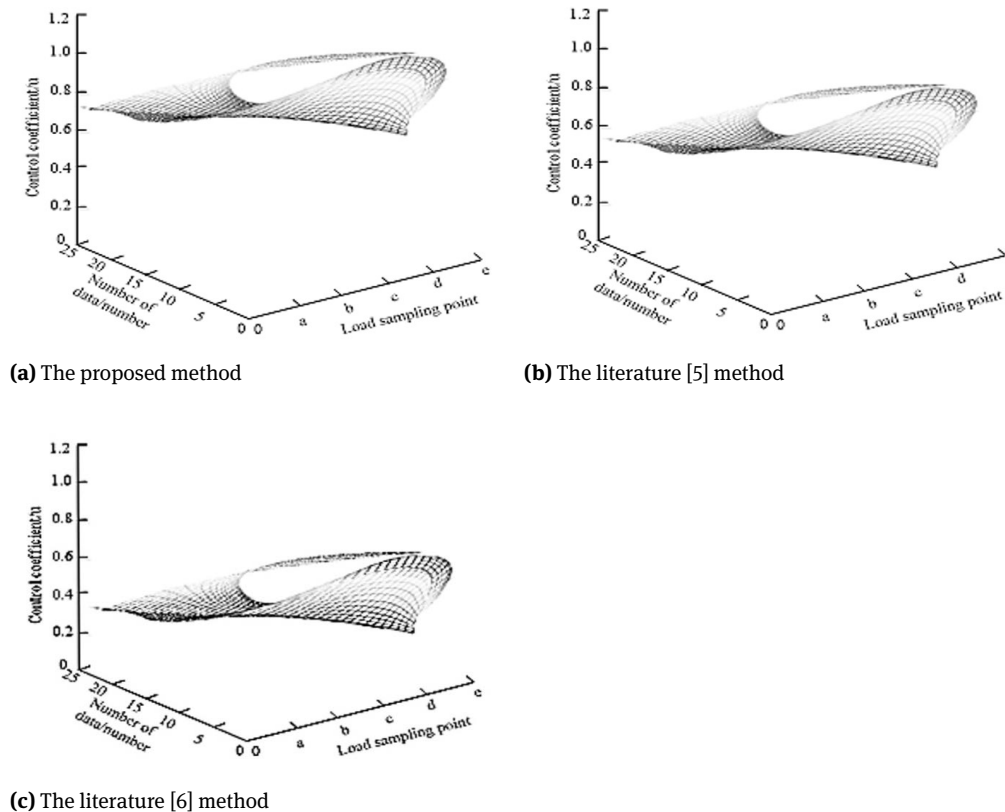 1.2
1.0
0.8
0.6
0.4
0.2
0
Control coefficient/u
25
20
15
10
5
0
Number of
data/number
0
a
b
c
d
e
Load sampling point
(a) The proposed method
1.2
1.0
0.8
0.6
0.4
0.2
0
Control coefficient/u
25
20
15
10
5
0
Number of
data/number
0
a
b
c
d
Load sampling point
(b) The literature [5] method
1.2
1.0
0.8
0.6
0.4
0.2
0
Control coefficient/u
25
20
15
10
5
0
Number of
data/number
0
a
b
c
d
e
Load sampling point
(c) The literature [6] method